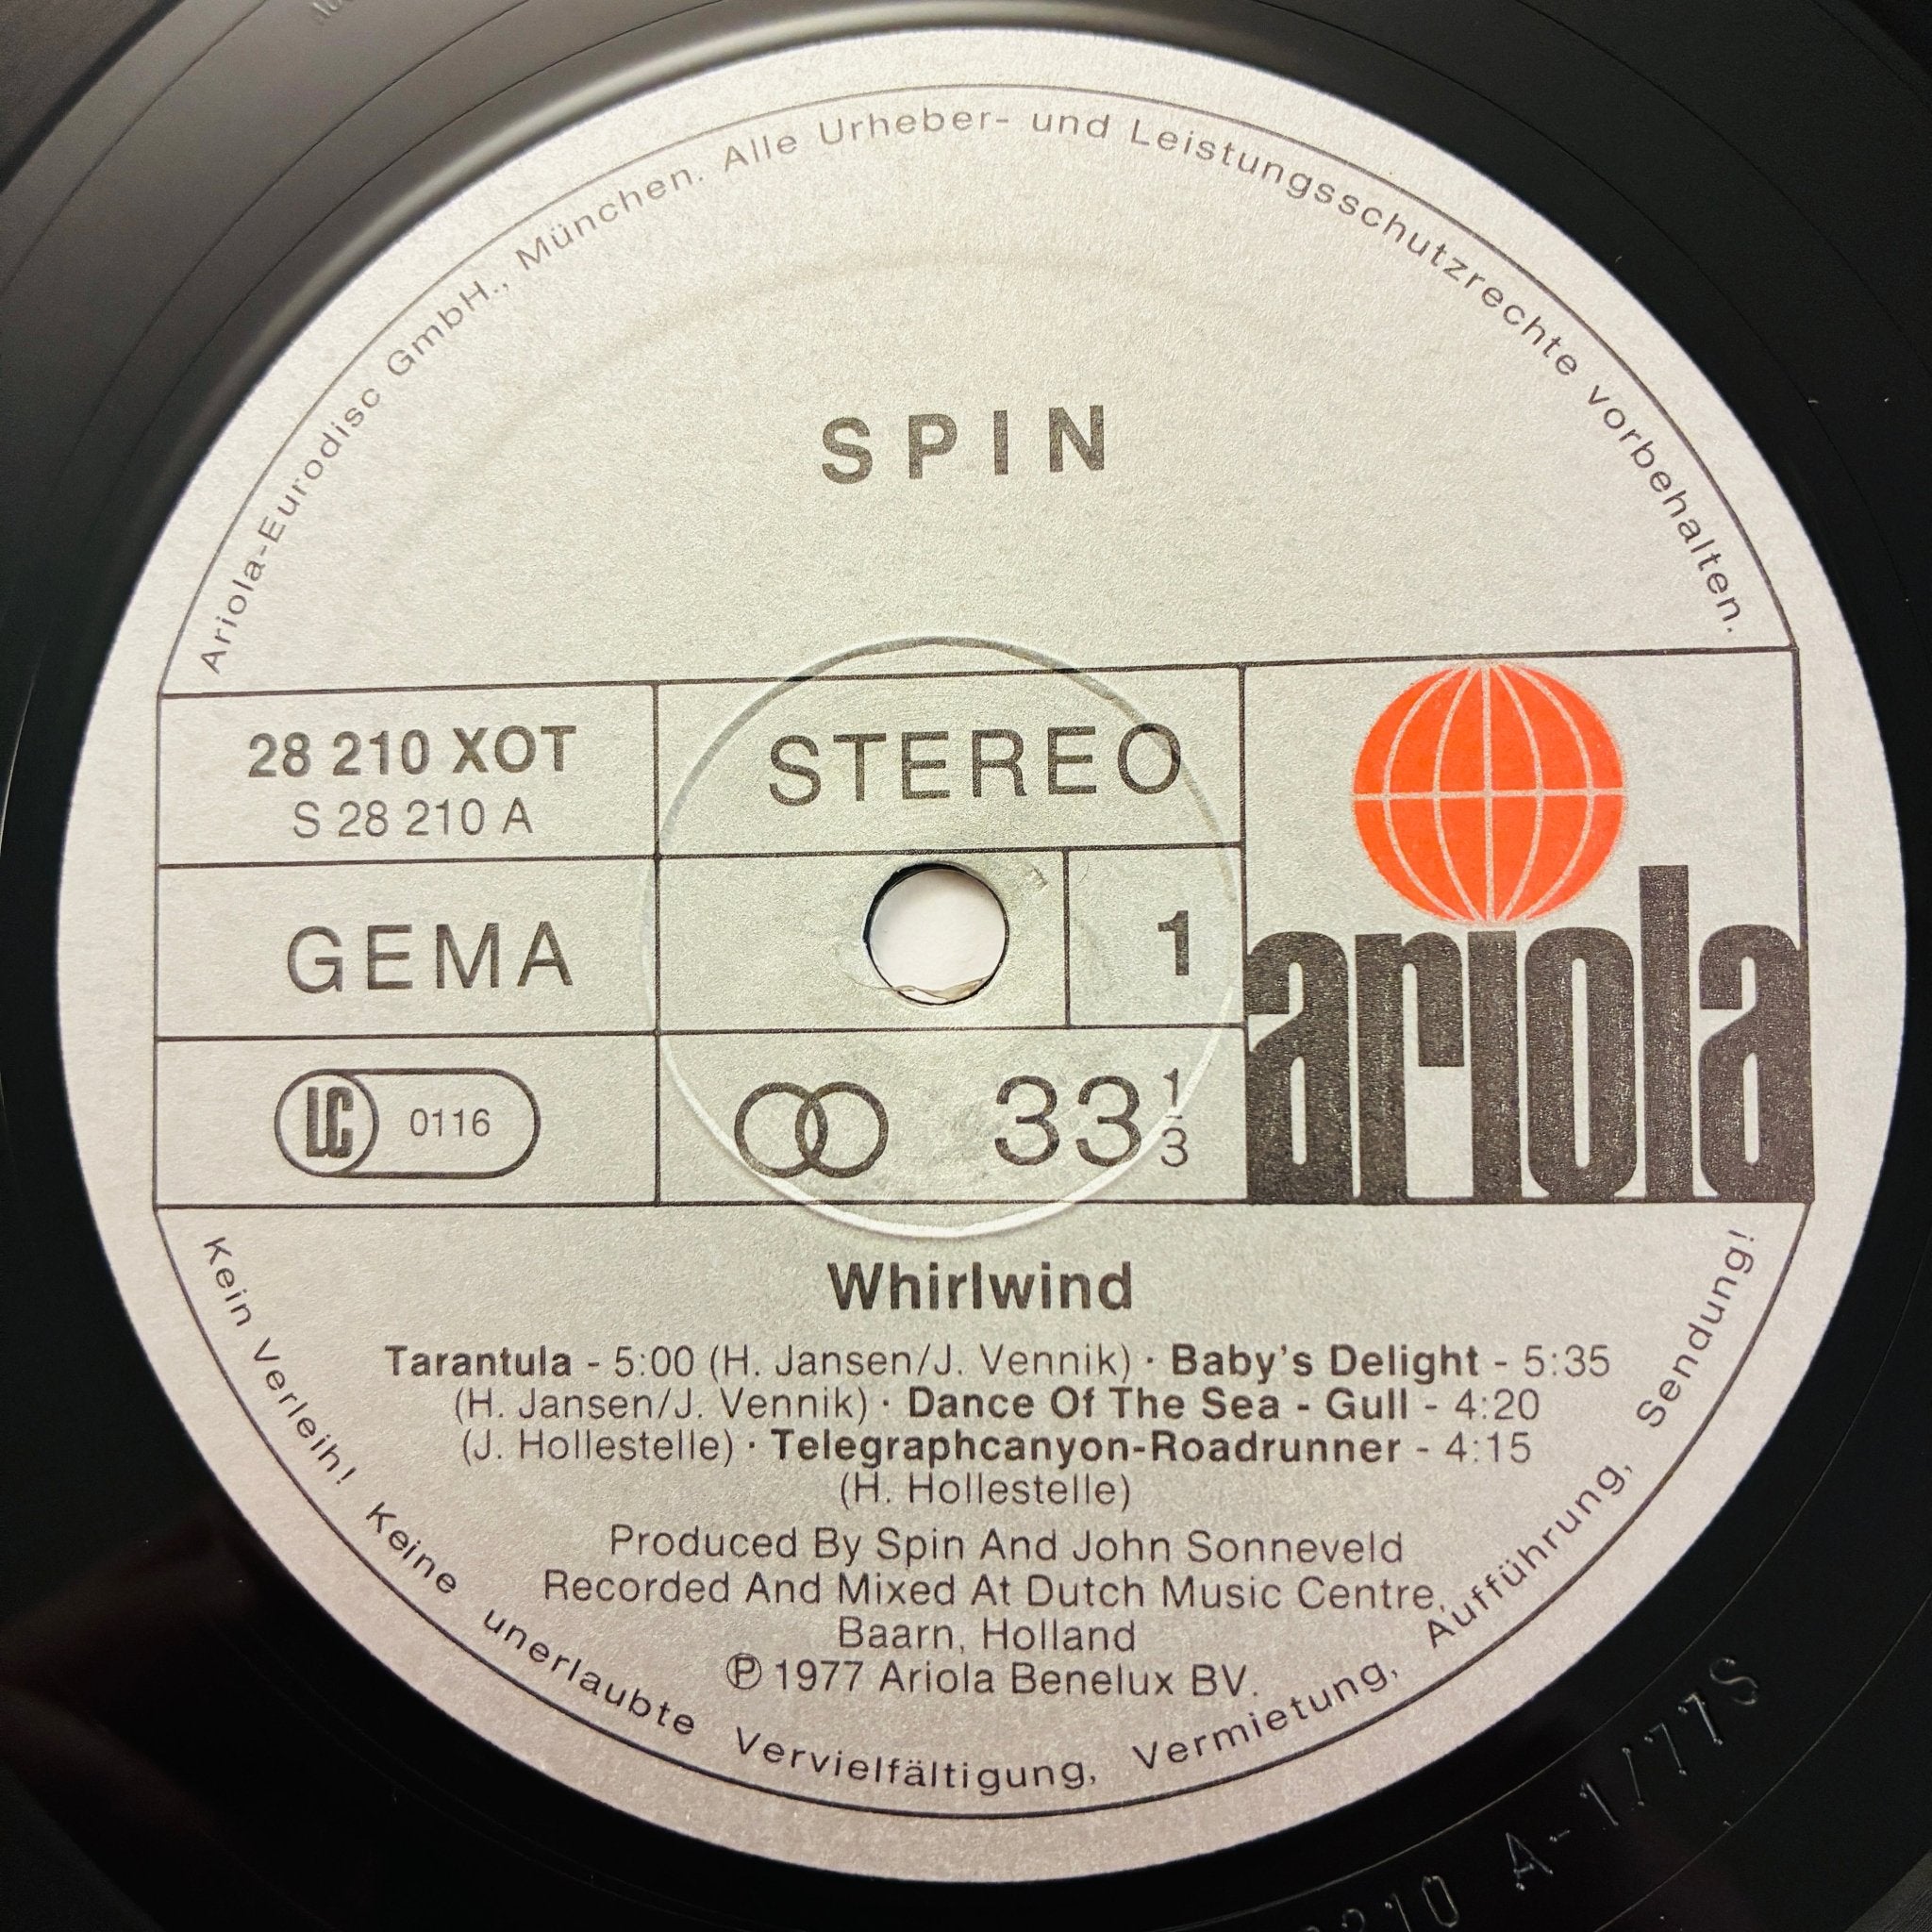 Ariola-Eurodisc GmbH., München. Alle Urheber- und Leistungsschutzrechte vorbehalten.
SPIN
28 210 XOT
S 28 210 A
STEREO
GEMA
1
LC 0116
33 1/3
ariola
Whirlwind
Tarantula - 5:00 (H. Jansen/J. Vennik) · Baby's Delight - 5:35
(H. Jansen/J. Vennik) · Dance Of The Sea - Gull - 4:20
(J. Hollestelle) · Telegraphcanyon-Roadrunner - 4:15
(H. Hollestelle)
Produced By Spin And John Sonneveld
Recorded And Mixed At Dutch Music Centre,
Baarn, Holland
Ⓟ 1977 Ariola Benelux BV.
Kein Verleih! Keine unerlaubte Vervielfältigung, Vermietung, Aufführung, Sendung!
A-1/77S